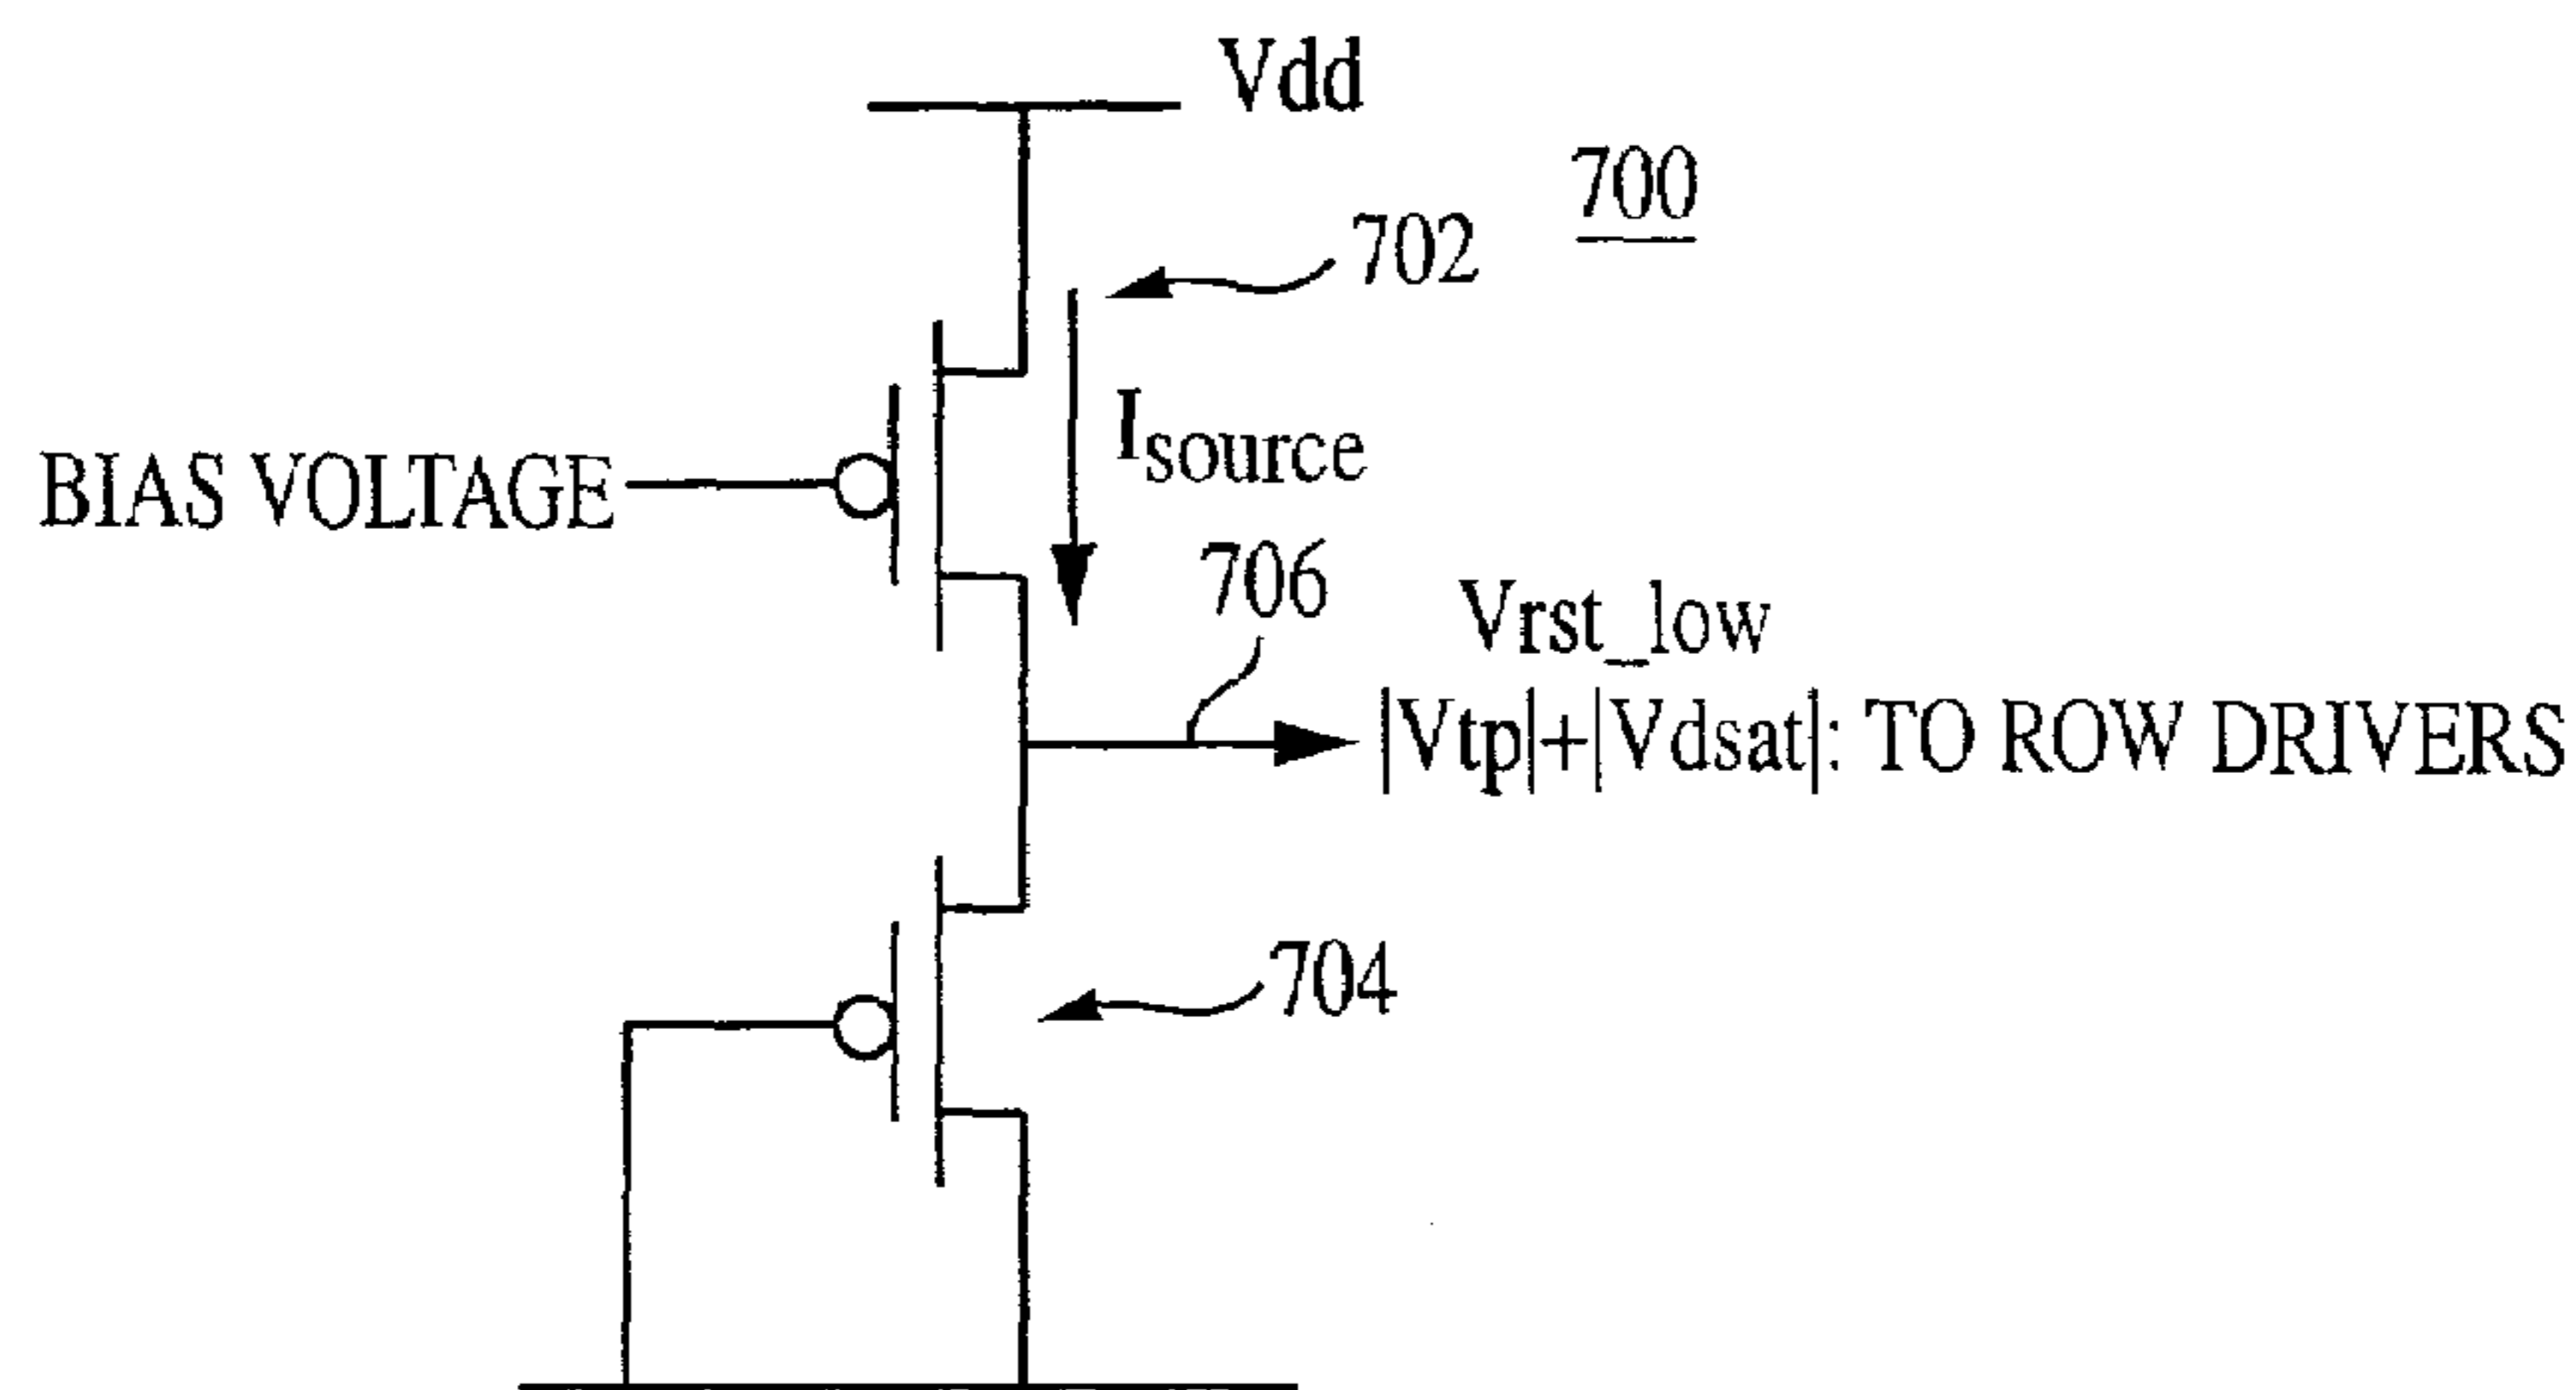 Vdd
700
702
Isource
BIAS VOLTAGE
706
Vrst_low
|Vtp|+|Vdsat|: TO ROW DRIVERS
704